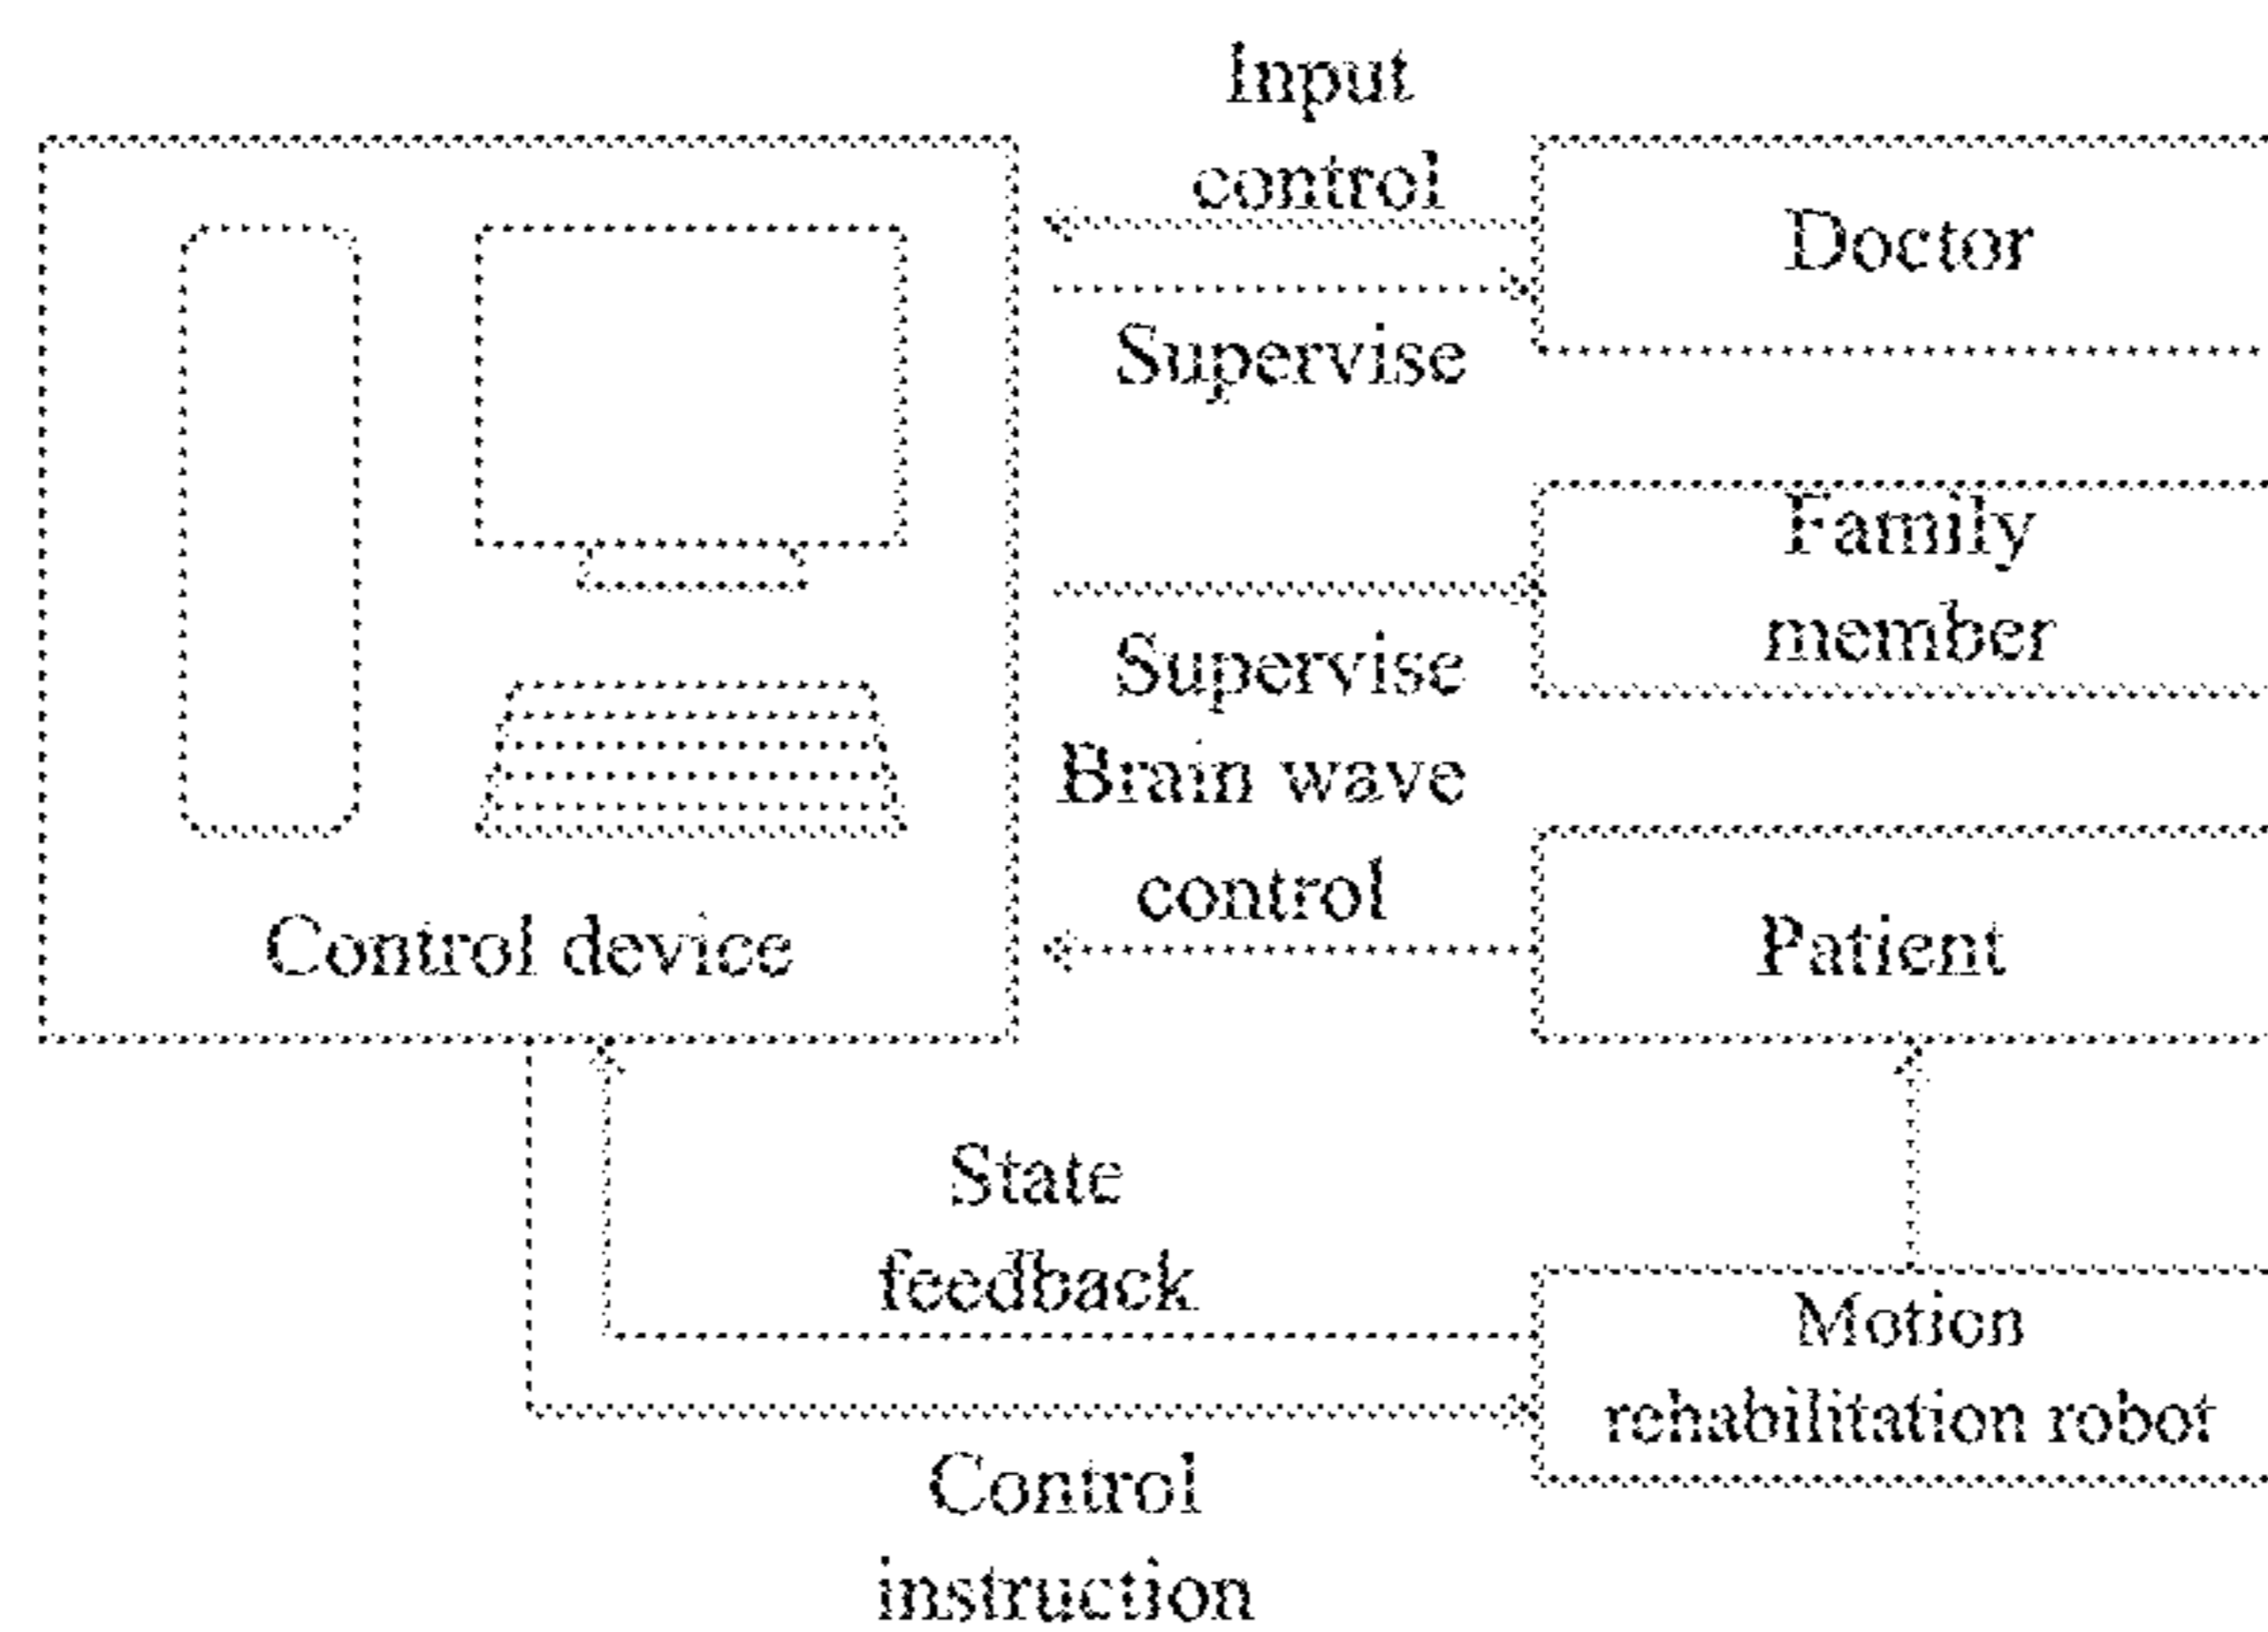 Input
control
Doctor
Supervise
Family
member
Supervise
Brain wave
control
Control device
Patient
State
feedback
Motion
rehabilitation robot
Control
instruction